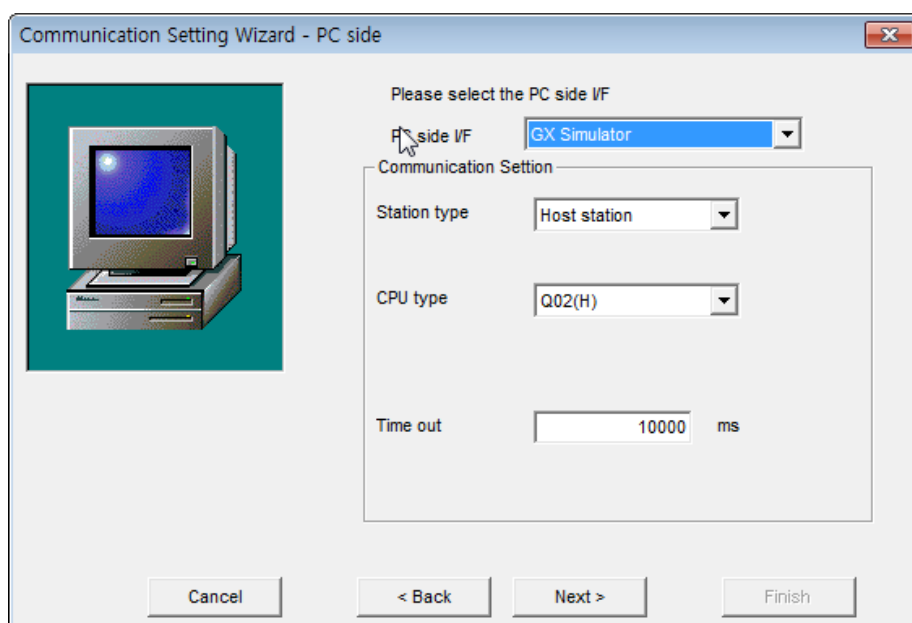 Communication Setting Wizard - PC side
Please select the PC side I/F
PC side I/F GX Simulator
Communication Settion
Station type Host station
CPU type Q02(H)
Time out 10000 ms
Cancel < Back Next > Finish